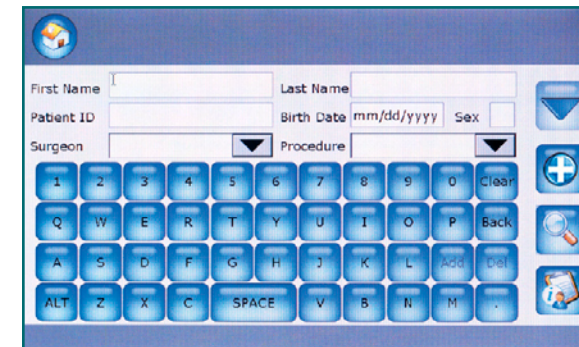 First Name Last Name
Patient ID Birth Date mm/dd/yyyy Sex
Surgeon Procedure
1 2 3 4 5 6 7 8 9 0 Clear
Q W E R T Y U I O P Back
A S D F G H J K L Add Del
ALT Z X C SPACE V B N M .